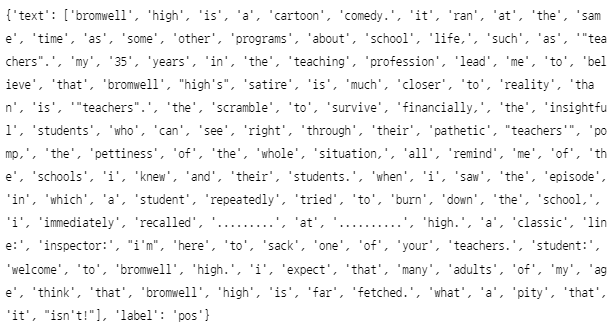 {'text': ['bromwell', 'high', 'is', 'a', 'cartoon', 'comedy.', 'it', 'ran', 'at', 'the', 'sam
e', 'time', 'as', 'some', 'other', 'programs', 'about', 'school', 'life,', 'such', 'as', '"tea
chers".', 'my', '35', 'years', 'in', 'the', 'teaching', 'profession', 'lead', 'me', 'to', 'bel
ieve', 'that', 'bromwell', "high's", 'satire', 'is', 'much', 'closer', 'to', 'reality', 'tha
n', 'is', '"teachers".', 'the', 'scramble', 'to', 'survive', 'financially,', 'the', 'insightfu
l', 'students', 'who', 'can', 'see', 'right', 'through', 'their', 'pathetic', "teachers'", 'po
mp,', 'the', 'pettiness', 'of', 'the', 'whole', 'situation,', 'all', 'remind', 'me', 'of', 'th
e', 'schools', 'i', 'knew', 'and', 'their', 'students.', 'when', 'i', 'saw', 'the', 'episode',
'in', 'which', 'a', 'student', 'repeatedly', 'tried', 'to', 'burn', 'down', 'the', 'school,',
'i', 'immediately', 'recalled', '.........', 'at', '..........', 'high.', 'a', 'classic', 'lin
e:', 'inspector:', "i'm", 'here', 'to', 'sack', 'one', 'of', 'your', 'teachers.', 'student:',
'welcome', 'to', 'bromwell', 'high.', 'i', 'expect', 'that', 'many', 'adults', 'of', 'my', 'ag
e', 'think', 'that', 'bromwell', 'high', 'is', 'far', 'fetched.', 'what', 'a', 'pity', 'that',
'it', "isn't!"], 'label': 'pos'}